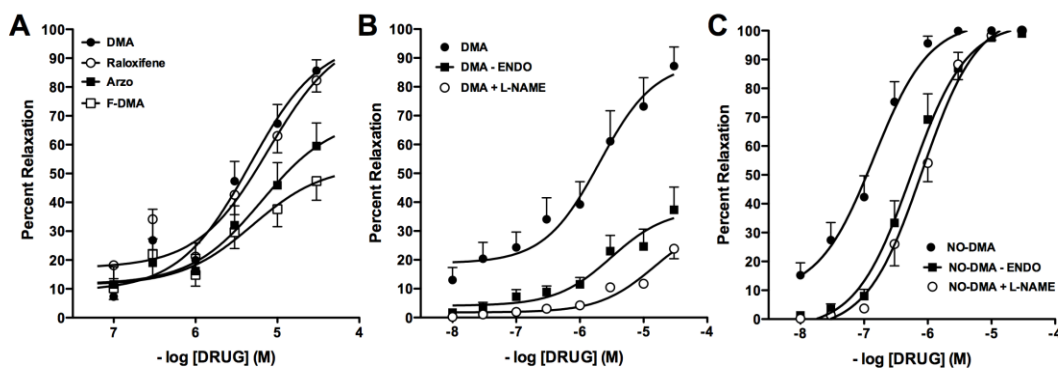 A
Percent Relaxation
100
90
80
70
60
50
40
30
20
10
0
DMA
Raloxifene
Arzo
F-DMA
7
6
5
4
- log [DRUG] (M)
B
Percent Relaxation
100
90
80
70
60
50
40
30
20
10
0
DMA
DMA - ENDO
DMA + L-NAME
-8
-7
-6
-5
-4
- log [DRUG] (M)
C
Percent Relaxation
100
90
80
70
60
50
40
30
20
10
0
NO-DMA
NO-DMA - ENDO
NO-DMA + L-NAME
-8
-7
-6
-5
-4
- log [DRUG] (M)